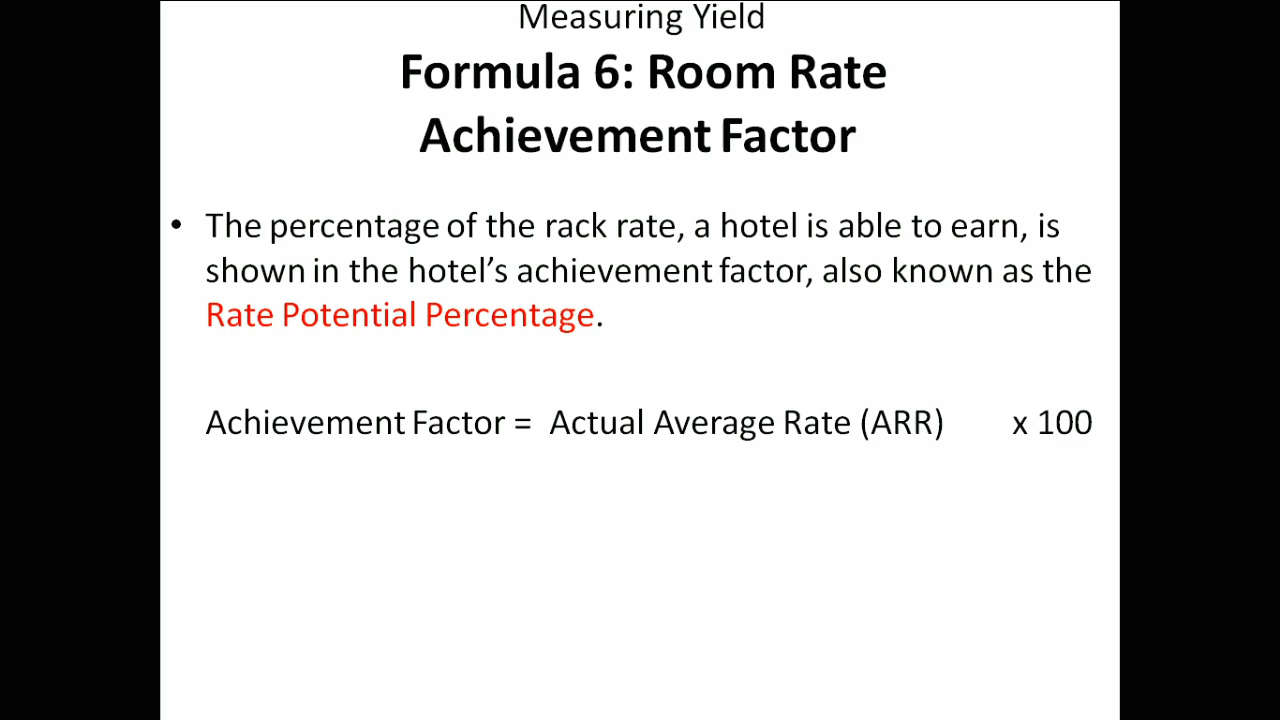 Measuring Yield
Formula 6: Room Rate
Achievement Factor
• The percentage of the rack rate, a hotel is able to earn, is
shown in the hotel’s achievement factor, also known as the
Rate Potential Percentage.
Achievement Factor = Actual Average Rate (ARR) x 100